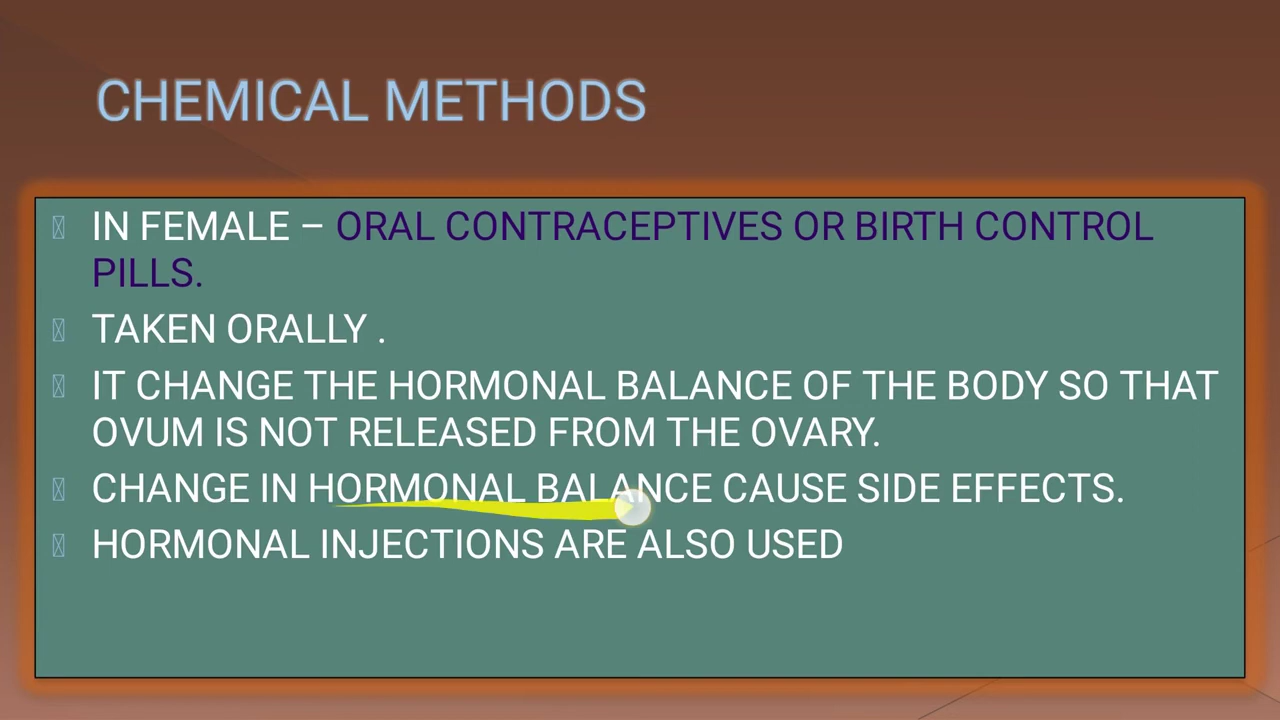 CHEMICAL METHODS
IN FEMALE – ORAL CONTRACEPTIVES OR BIRTH CONTROL
PILLS.
TAKEN ORALLY .
IT CHANGE THE HORMONAL BALANCE OF THE BODY SO THAT
OVUM IS NOT RELEASED FROM THE OVARY.
CHANGE IN HORMONAL BALANCE CAUSE SIDE EFFECTS.
HORMONAL INJECTIONS ARE ALSO USED